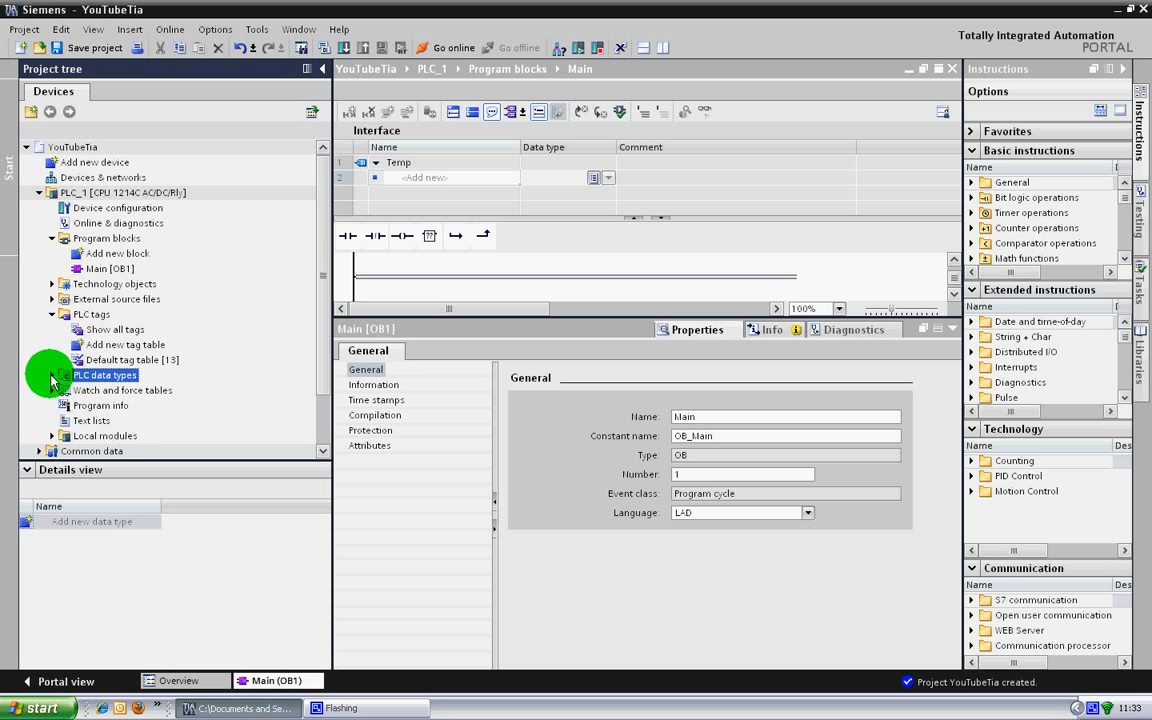 Siemens - YouTubeTia
Project Edit View Insert Online Options Tools Window Help
Totally Integrated Automation
PORTAL
Save project
Go online
Go offline
Project tree
YouTubeTia PLC_1 Program blocks Main
Instructions
Devices
Options
YouTubeTia
Add new device
Devices & networks
PLC_1 [CPU 1214C AC/DC/Rly]
Device configuration
Online & diagnostics
Program blocks
Add new block
Main [OB1]
Technology objects
External source files
PLC tags
Show all tags
Add new tag table
Default tag table [13]
PLC data types
Watch and force tables
Program info
Text lists
Local modules
Common data
Details view
Name
Add new data type
Interface
Name Data type Comment
1 Temp
2 <Add new>
??
100%
Main [OB1]
Properties
Info
Diagnostics
General
General
Information
Time stamps
Compilation
Protection
Attributes
General
Name: Main
Constant name: OB_Main
Type: OB
Number: 1
Event class: Program cycle
Language: LAD
Favorites
Basic instructions
Name
General
Bit logic operations
Timer operations
Counter operations
Comparator operations
Math functions
Extended instructions
Name
Date and time-of-day
String + Char
Distributed I/O
Interrupts
Diagnostics
Pulse
Technology
Name Des
Counting
PID Control
Motion Control
Communication
Name Des
S7 communication
Open user communication
WEB Server
Communication processor
Start
Instructions
Testing
Tasks
Libraries
Portal view
Overview
Main (OB1)
Project YouTubeTia created.
start
C:\Documents and Se...
Flashing
11:33